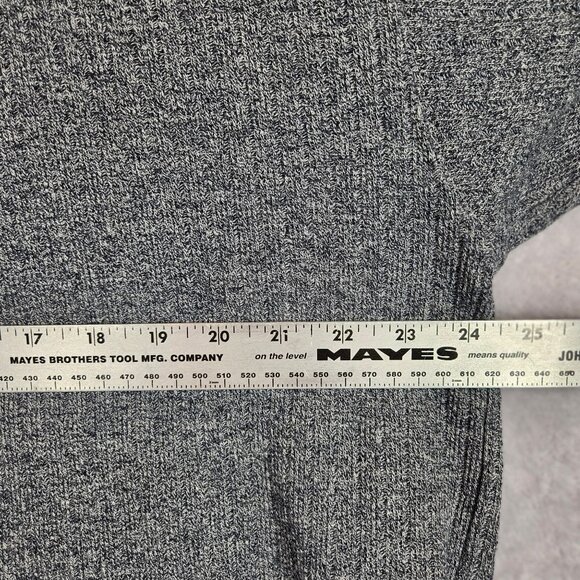 17 18 19 20 21 22 23 24 25
MAYES BROTHERS TOOL MFG. COMPANY on the level MAYES means quality JOH
420 430 440 450 460 470 480 490 500 510 520 530 540 550 560 570 580 590 600 610 620 630 640 650